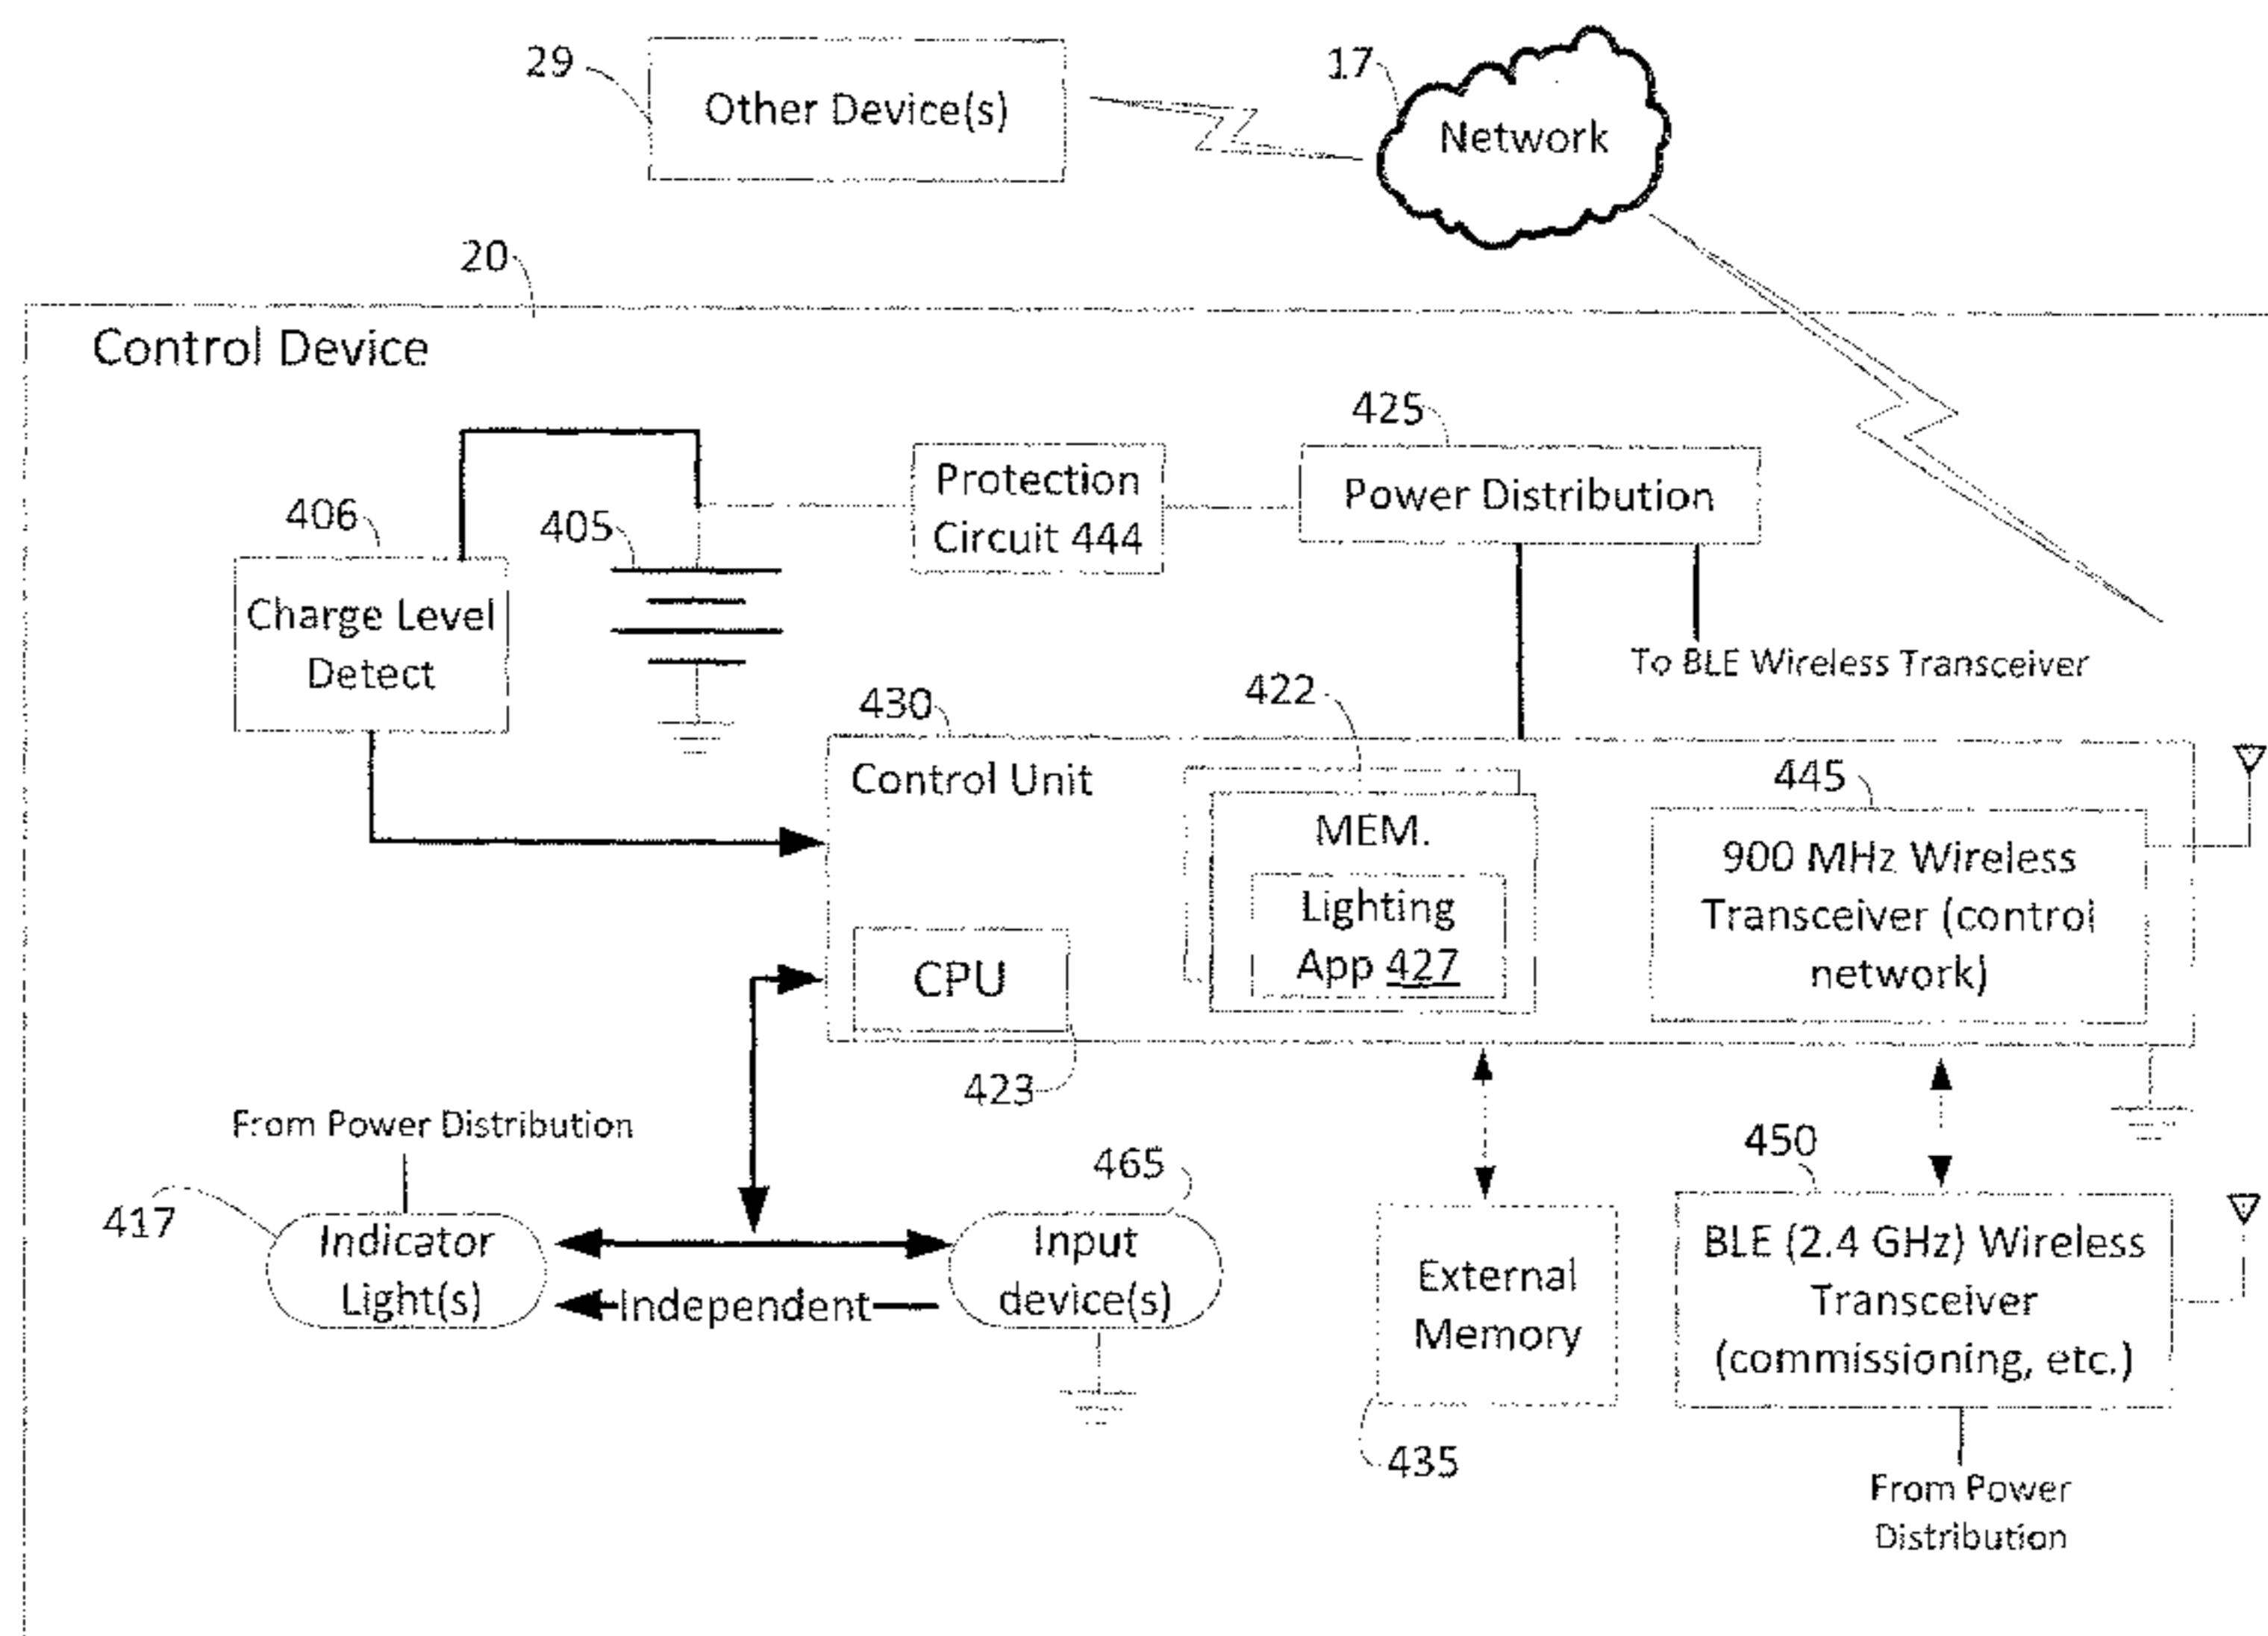 29
Other Device(s)
17
Network
20
Control Device
425
Protection
Circuit 444
Power Distribution
406
405
Charge Level
Detect
To BLE Wireless Transceiver
430
422
Control Unit
445
MEM.
Lighting
App 427
900 MHz Wireless
Transceiver (control
network)
CPU
423
From Power Distribution
417
Indicator
Light(s)
Independent
465
Input
device(s)
External
Memory
435
450
BLE (2.4 GHz) Wireless
Transceiver
(commissioning, etc.)
From Power
Distribution